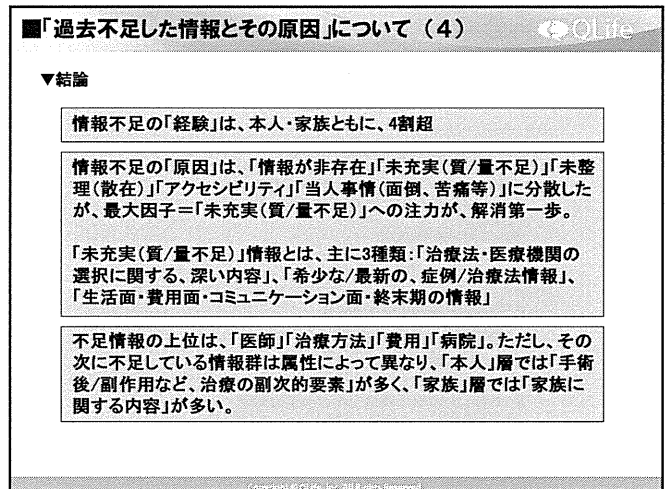 ■「過去不足した情報とその原因」について（4）
QLife
▼結論
情報不足の「経験」は、本人・家族ともに、4割超
情報不足の「原因」は、「情報が非存在」「未充実（質/量不足）」「未整
理（散在）」「アクセシビリティ」「当人事情（面倒、苦痛等）」に分散した
が、最大因子＝「未充実（質/量不足）」への注力が、解消第一歩。
「未充実（質/量不足）」情報とは、主に3種類：「治療法・医療機関の
選択に関する、深い内容」、「希少な/最新の、症例/治療法情報」、
「生活面・費用面・コミュニケーション面・終末期の情報」
不足情報の上位は、「医師」「治療方法」「費用」「病院」。ただし、その
次に不足している情報群は属性によって異なり、「本人」層では「手術
後/副作用など、治療の副次的要素」が多く、「家族」層では「家族に
関する内容」が多い。
Copyright © QLife, Inc. All Rights Reserved.